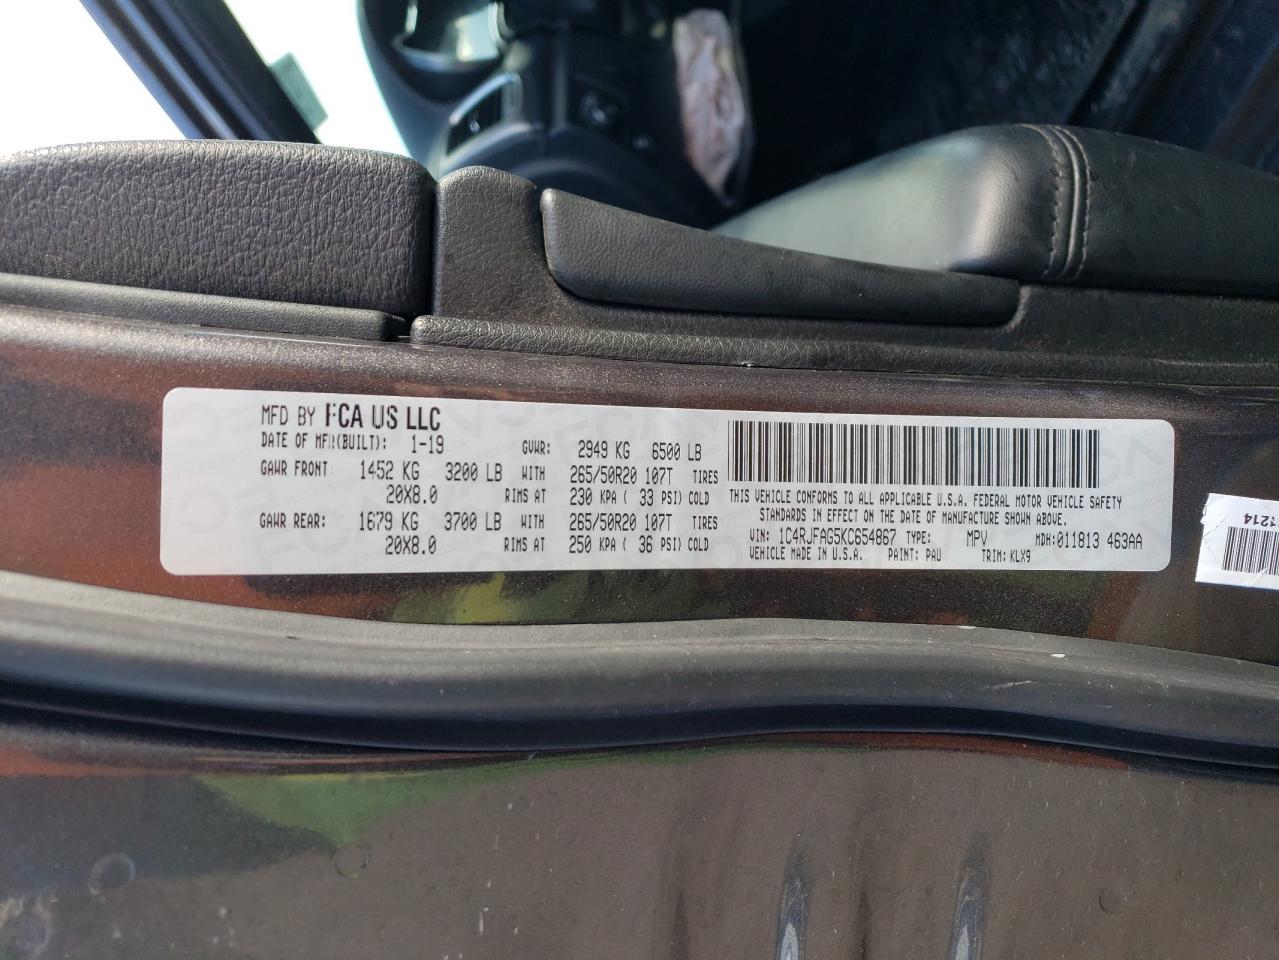 MFD BY FCA US LLC
DATE OF MFR(BUILT): 1-19 GVWR: 2949 KG 6500 LB
GAWR FRONT: 1452 KG 3200 LB WITH 265/50R20 107T TIRES
20X8.0 RIMS AT 230 KPA ( 33 PSI) COLD
GAWR REAR: 1679 KG 3700 LB WITH 265/50R20 107T TIRES
20X8.0 RIMS AT 250 KPA ( 36 PSI) COLD
THIS VEHICLE CONFORMS TO ALL APPLICABLE U.S.A. FEDERAL MOTOR VEHICLE SAFETY
STANDARDS IN EFFECT ON THE DATE OF MANUFACTURE SHOWN ABOVE.
VIN: 1C4RJFAG5KC654867 TYPE: MPV MDH: 011813 463AA
VEHICLE MADE IN U.S.A. PAINT: PAU TRIM: KLX9
1214